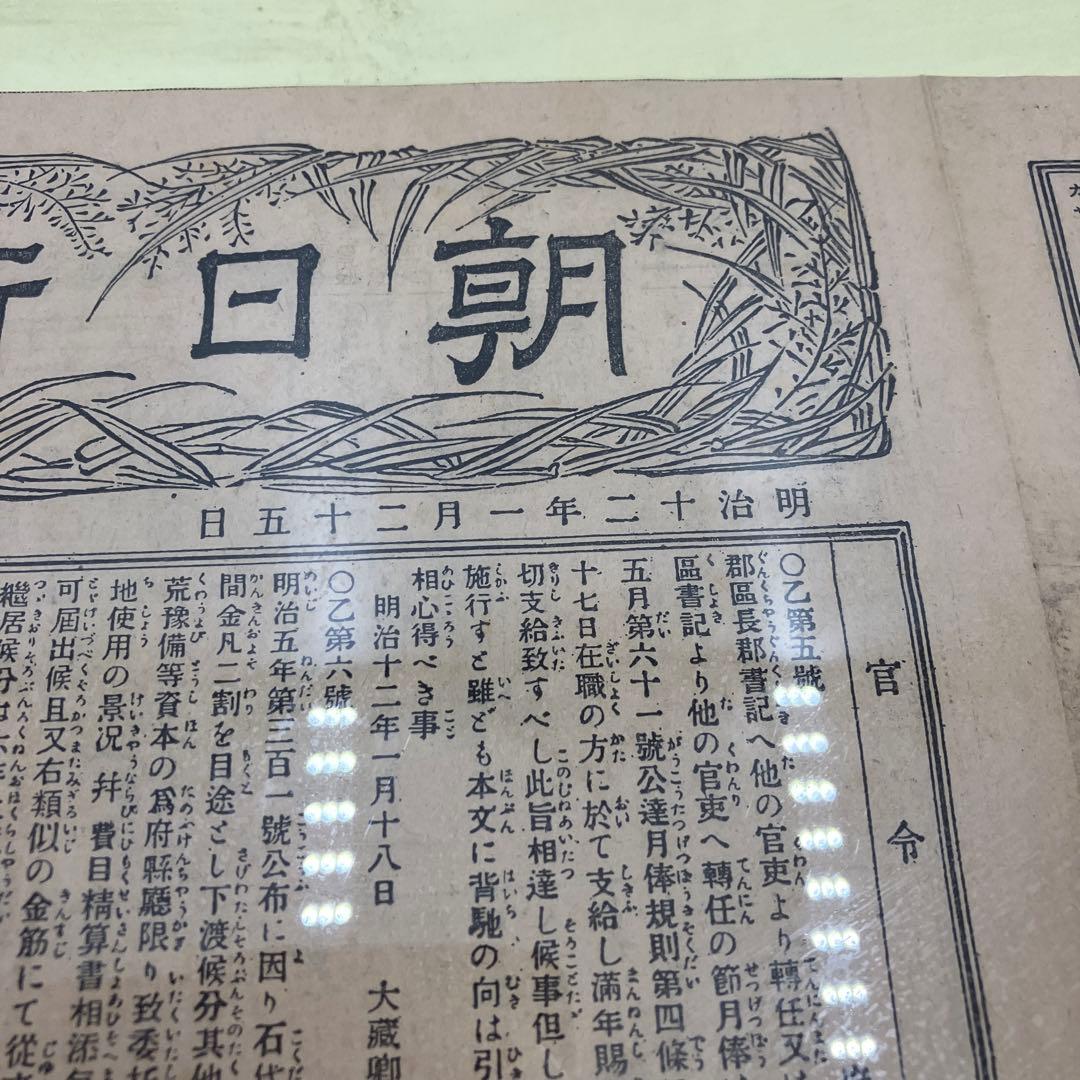 朝日新
明治十二年一月二十五日
官令
〇乙第五號
郡區長郡書記へ他の官吏より轉任又は
區書記より他の官吏へ轉任の節月俸
五月第六十一號公達月俸規則第四條
十七日在職の方に於て支給し滿年賜
切支給致すべし此旨相達し候事但し
施行すと雖ども本文に背馳の向は引
相心得べき事
明治十二年一月十八日 大藏卿
〇乙第六號
明治五年第三百一號公布に因り石代
間金凡二割を目途とし下渡候分其他
荒豫備等資本の爲府縣廳限り致委托
地使用の景況幷費目精算書相添
可屆出候且又右類似の金筋にて從
繼居候分は